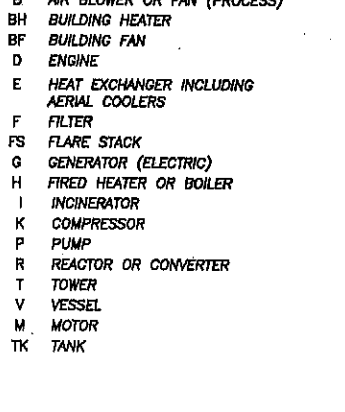 B AIR BLOWER OR FAN (PROCESS)
BH BUILDING HEATER
BF BUILDING FAN
D ENGINE
E HEAT EXCHANGER INCLUDING
AERIAL COOLERS
F FILTER
FS FLARE STACK
G GENERATOR (ELECTRIC)
H FIRED HEATER OR BOILER
I INCINERATOR
K COMPRESSOR
P PUMP
R REACTOR OR CONVERTER
T TOWER
V VESSEL
M MOTOR
TK TANK